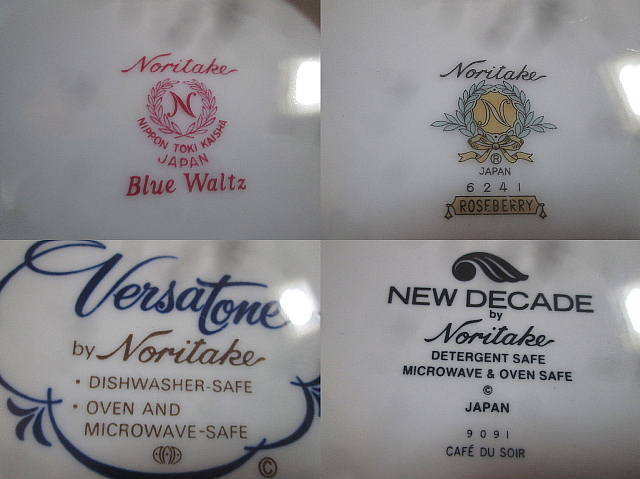 Noritake
N
NIPPON TOKI KAISHA
JAPAN
Blue Waltz
Noritake
N
®
JAPAN
6241
ROSEBERRY
Versatone
by Noritake
• DISHWASHER-SAFE
• OVEN AND
MICROWAVE-SAFE
©
NEW DECADE
by
Noritake
DETERGENT SAFE
MICROWAVE & OVEN SAFE
©
JAPAN
9091
CAFÉ DU SOIR